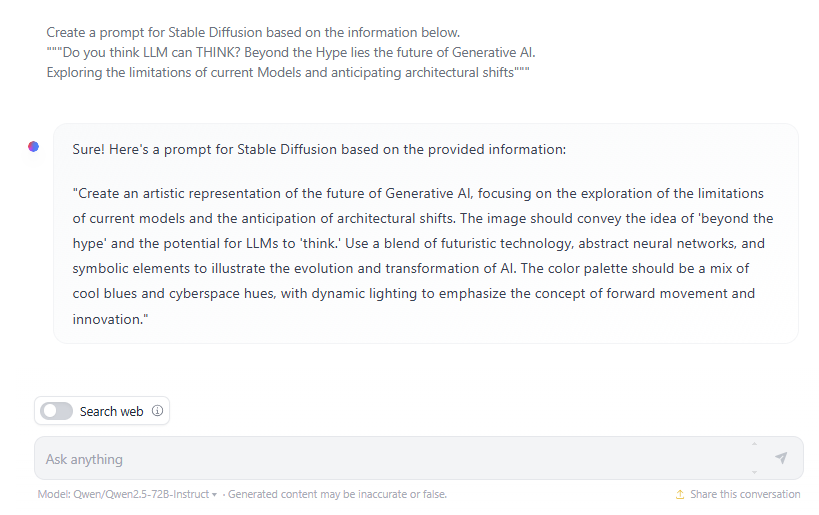 Create a prompt for Stable Diffusion based on the information below.
"""Do you think LLM can THINK? Beyond the Hype lies the future of Generative AI.
Exploring the limitations of current Models and anticipating architectural shifts"""
Sure! Here's a prompt for Stable Diffusion based on the provided information:
"Create an artistic representation of the future of Generative AI, focusing on the exploration of the limitations
of current models and the anticipation of architectural shifts. The image should convey the idea of 'beyond the
hype' and the potential for LLMs to 'think.' Use a blend of futuristic technology, abstract neural networks, and
symbolic elements to illustrate the evolution and transformation of AI. The color palette should be a mix of
cool blues and cyberspace hues, with dynamic lighting to emphasize the concept of forward movement and
innovation."
Search web
Ask anything
Model: Qwen/Qwen2.5-72B-Instruct · Generated content may be inaccurate or false.
Share this conversation